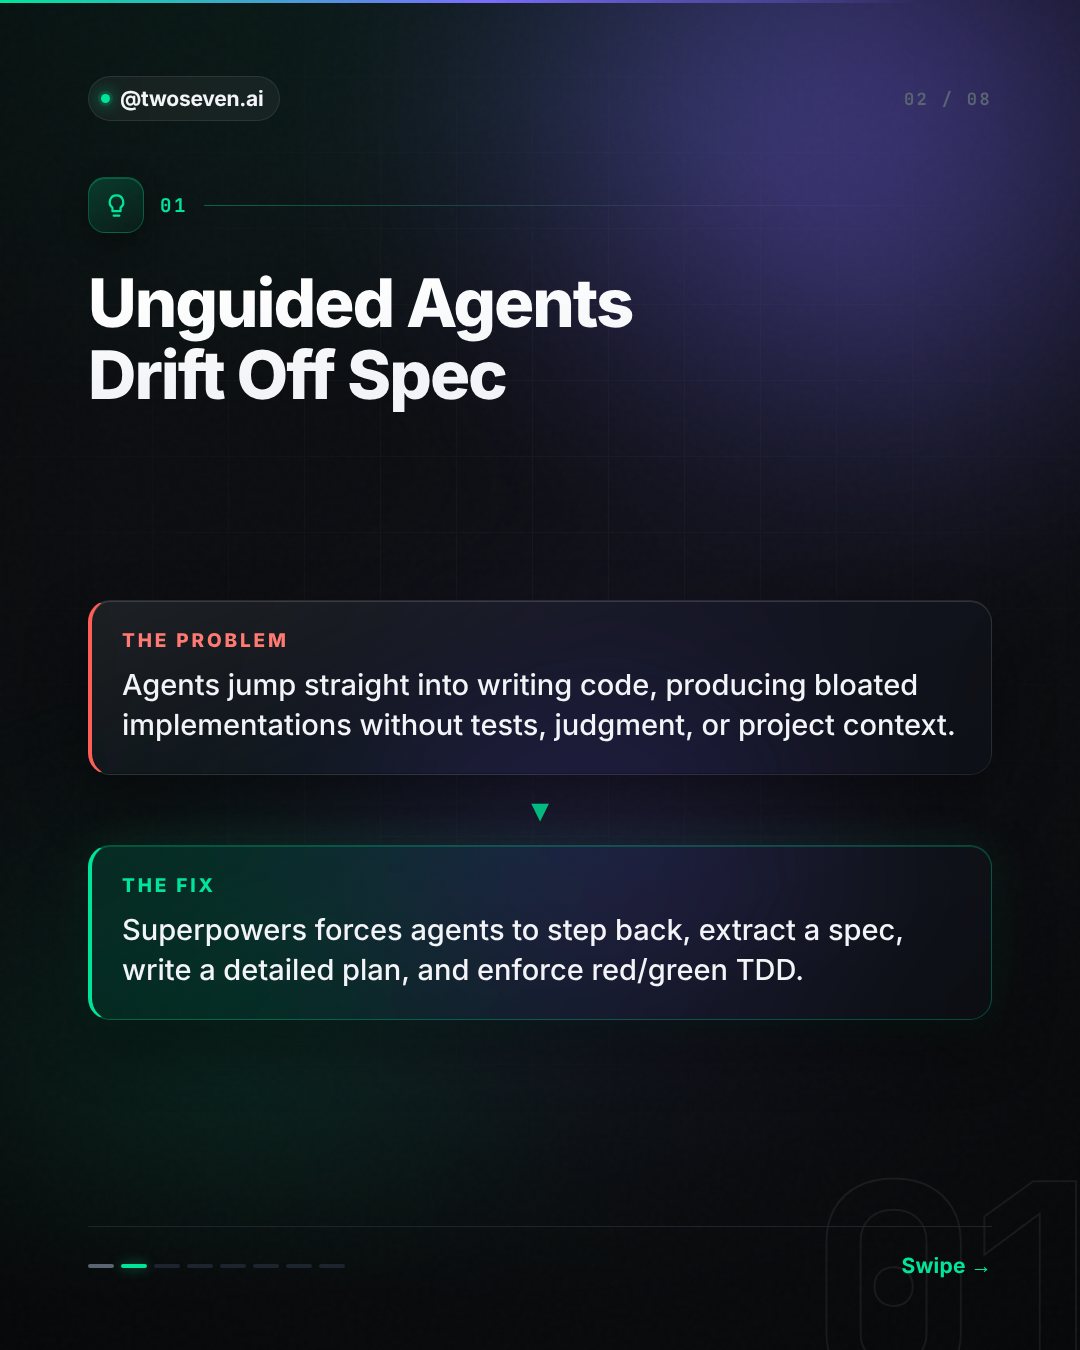 @twoseven.ai
02 / 08
01
Unguided Agents
Drift Off Spec
THE PROBLEM
Agents jump straight into writing code, producing bloated
implementations without tests, judgment, or project context.
▼
THE FIX
Superpowers forces agents to step back, extract a spec,
write a detailed plan, and enforce red/green TDD.
Swipe →
01